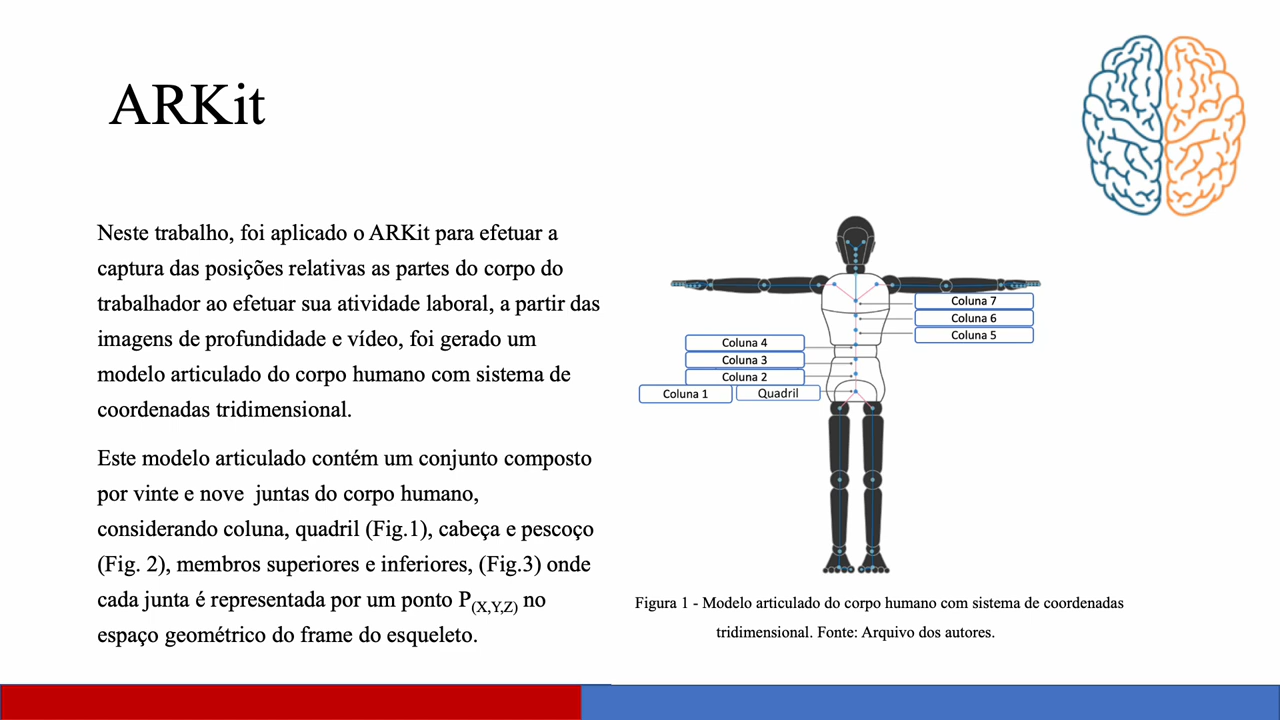 ARKit
Neste trabalho, foi aplicado o ARKit para efetuar a
captura das posições relativas as partes do corpo do
trabalhador ao efetuar sua atividade laboral, a partir das
imagens de profundidade e vídeo, foi gerado um
modelo articulado do corpo humano com sistema de
coordenadas tridimensional.
Este modelo articulado contém um conjunto composto
por vinte e nove  juntas do corpo humano,
considerando coluna, quadril (Fig.1), cabeça e pescoço
(Fig. 2), membros superiores e inferiores, (Fig.3) onde
cada junta é representada por um ponto P(X,Y,Z) no
espaço geométrico do frame do esqueleto.
Coluna 7
Coluna 6
Coluna 5
Coluna 4
Coluna 3
Coluna 2
Coluna 1
Quadril
Figura 1 - Modelo articulado do corpo humano com sistema de coordenadas
tridimensional. Fonte: Arquivo dos autores.